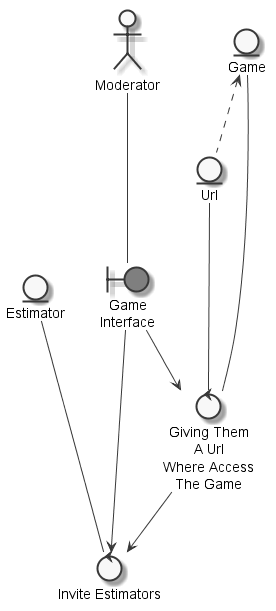 Game
Moderator
Url
Estimator
Game
Interface
Giving Them
A Url
Where Access
The Game
Invite Estimators